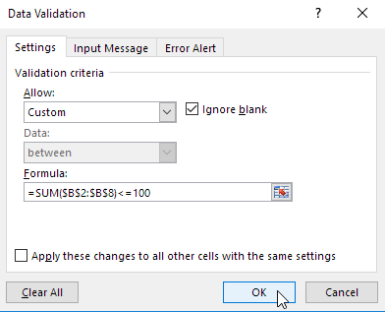 Data Validation ? ×
Settings Input Message Error Alert
Validation criteria
Allow:
Custom Ignore blank
Data:
between
Formula:
=SUM($B$2:$B$8)<=100
Apply these changes to all other cells with the same settings
Clear All OK Cancel